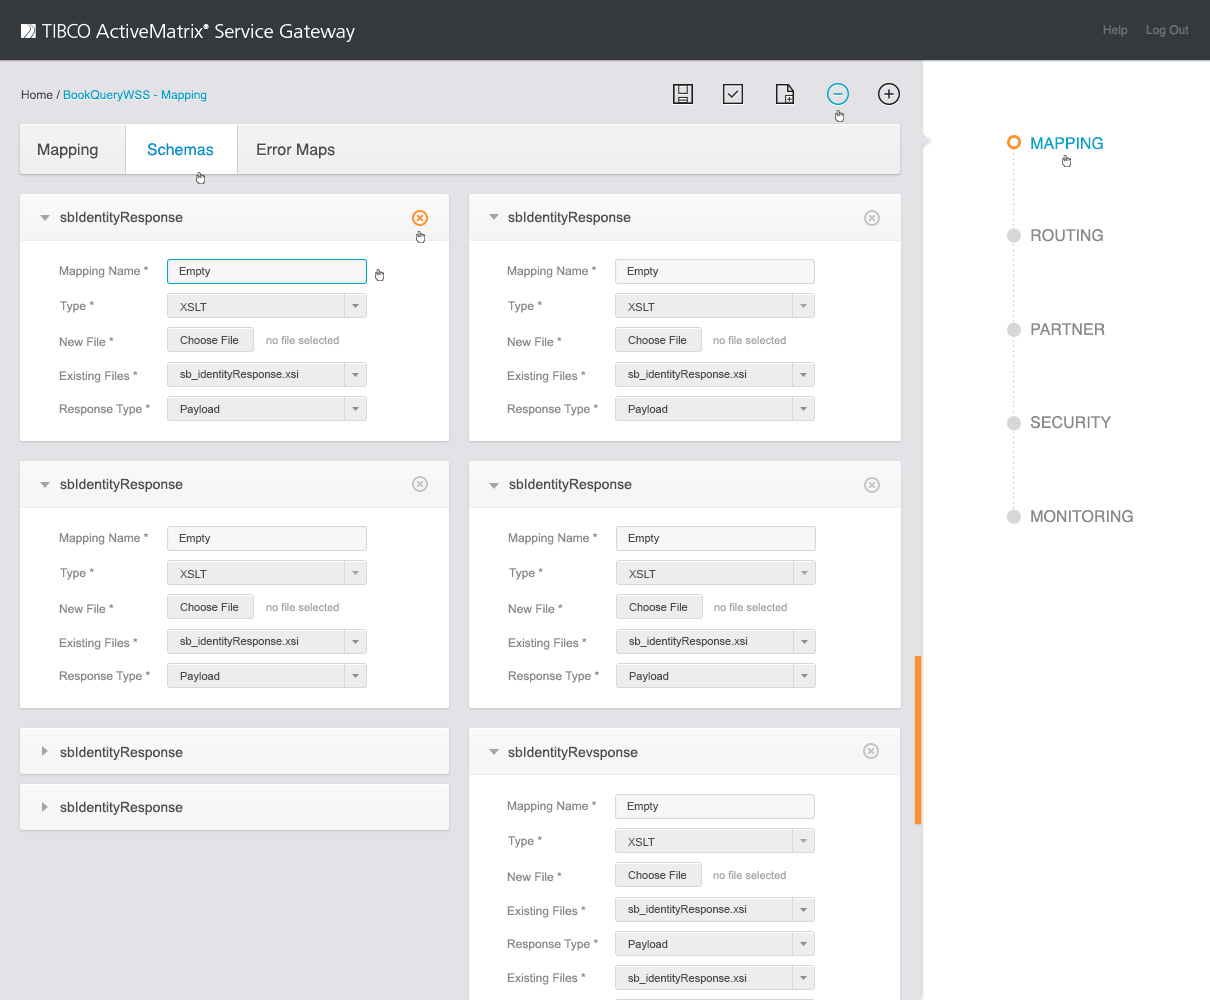 TIBCO ActiveMatrix® Service Gateway
Help
Log Out
Home / BookQueryWSS - Mapping
Mapping
Schemas
Error Maps
sbIdentityResponse
Mapping Name *
Empty
Type *
XSLT
New File *
Choose File
no file selected
Existing Files *
sb_identityResponse.xsi
Response Type *
Payload
sbIdentityResponse
Mapping Name *
Empty
Type *
XSLT
New File *
Choose File
no file selected
Existing Files *
sb_identityResponse.xsi
Response Type *
Payload
sbIdentityResponse
Mapping Name *
Empty
Type *
XSLT
New File *
Choose File
no file selected
Existing Files *
sb_identityResponse.xsi
Response Type *
Payload
sbIdentityResponse
Mapping Name *
Empty
Type *
XSLT
New File *
Choose File
no file selected
Existing Files *
sb_identityResponse.xsi
Response Type *
Payload
sbIdentityResponse
sbIdentityResponse
sbIdentityRevsponse
Mapping Name *
Empty
Type *
XSLT
New File *
Choose File
no file selected
Existing Files *
sb_identityResponse.xsi
Response Type *
Payload
Existing Files *
sb_identityResponse.xsi
MAPPING
ROUTING
PARTNER
SECURITY
MONITORING